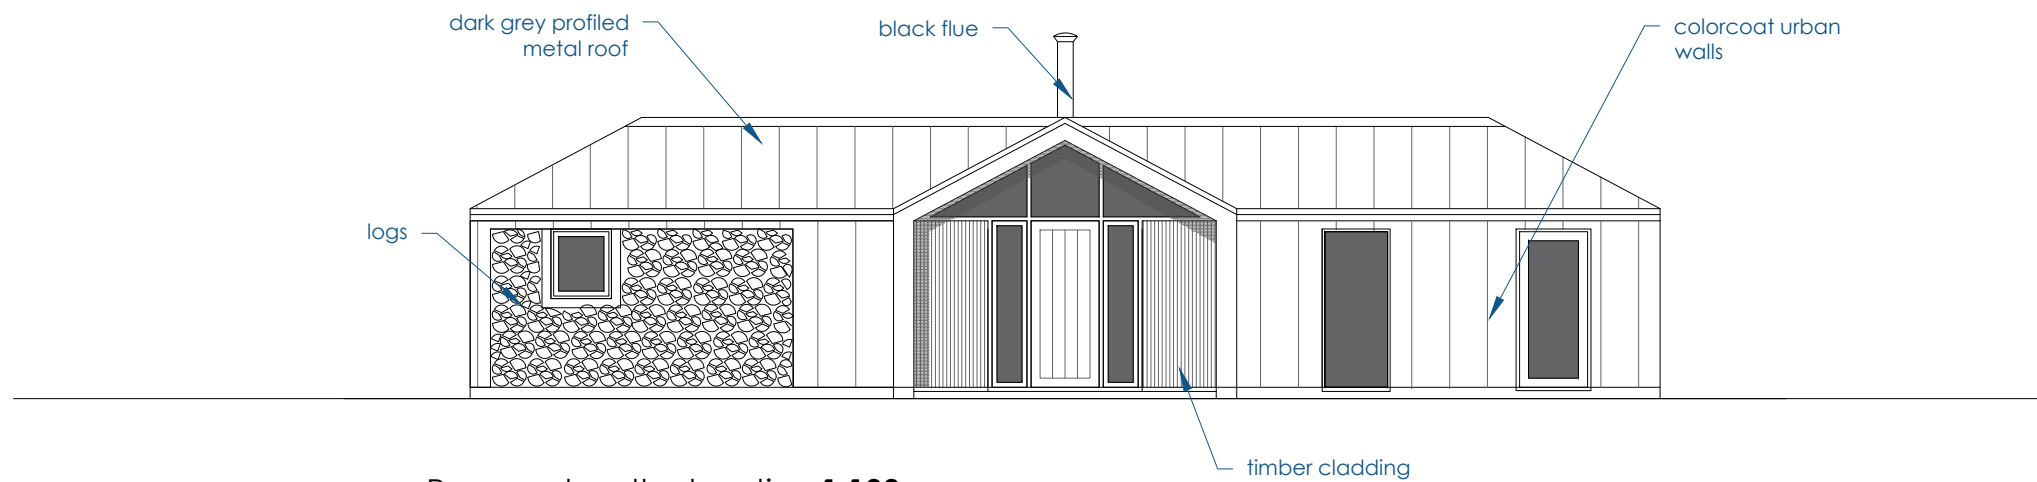 dark grey profiled
metal roof
black flue
colorcoat urban
walls
logs
timber cladding